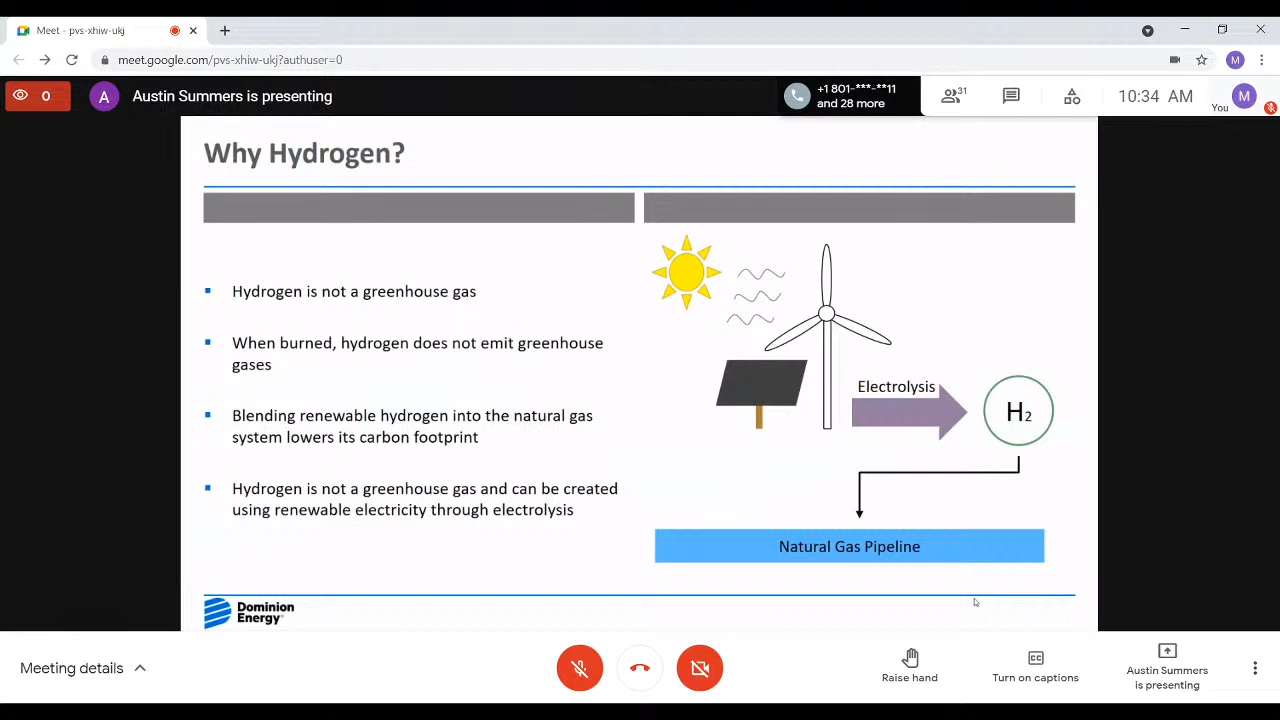 Meet - pvs-xhiw-ukj
meet.google.com/pvs-xhiw-ukj?authuser=0
M
0
A
Austin Summers is presenting
+1 801-***-**11
and 28 more
31
10:34 AM
You
M
Why Hydrogen?
▪ Hydrogen is not a greenhouse gas
▪ When burned, hydrogen does not emit greenhouse
gases
▪ Blending renewable hydrogen into the natural gas
system lowers its carbon footprint
▪ Hydrogen is not a greenhouse gas and can be created
using renewable electricity through electrolysis
Electrolysis
H₂
Natural Gas Pipeline
Dominion
Energy®
Meeting details
Raise hand
CC
Turn on captions
Austin Summers
is presenting